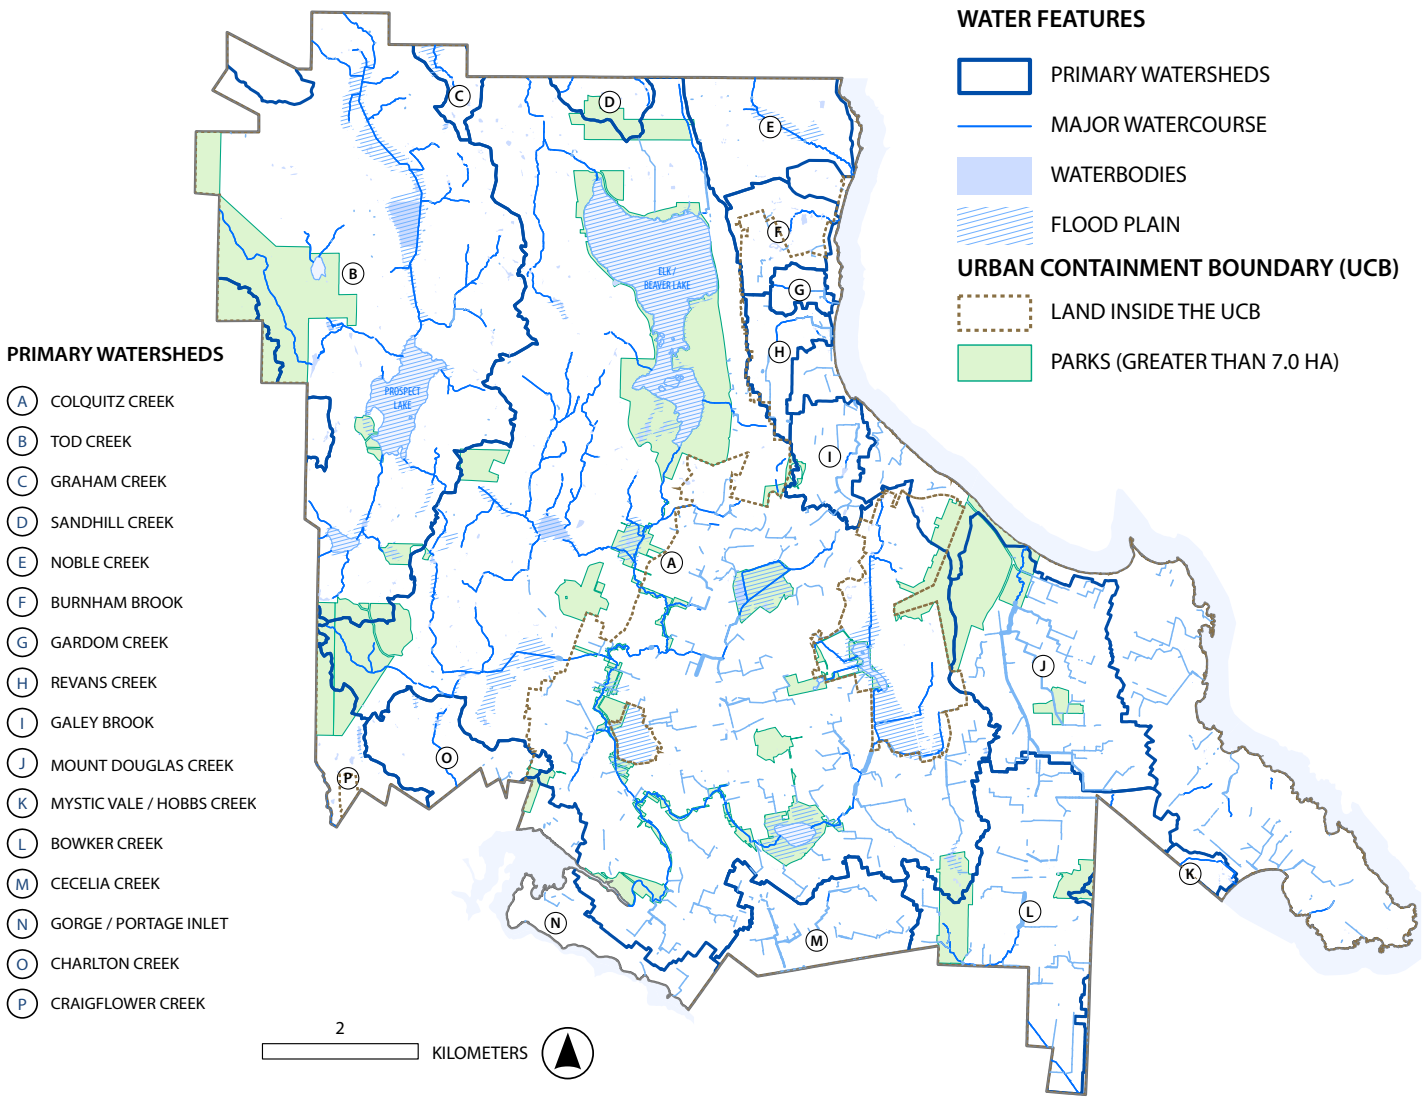 WATER FEATURES
PRIMARY WATERSHEDS
MAJOR WATERCOURSE
WATERBODIES
FLOOD PLAIN
URBAN CONTAINMENT BOUNDARY (UCB)
LAND INSIDE THE UCB
PARKS (GREATER THAN 7.0 HA)
PRIMARY WATERSHEDS
A COLQUITZ CREEK
B TOD CREEK
C GRAHAM CREEK
D SANDHILL CREEK
E NOBLE CREEK
F BURNHAM BROOK
G GARDOM CREEK
H REVANS CREEK
I GALEY BROOK
J MOUNT DOUGLAS CREEK
K MYSTIC VALE / HOBBS CREEK
L BOWKER CREEK
M CECELIA CREEK
N GORGE / PORTAGE INLET
O CHARLTON CREEK
P CRAIGFLOWER CREEK
C
D
E
F
B
ELK /
BEAVER LAKE
G
H
PROSPECT
LAKE
I
A
J
O
P
K
L
N
M
2
KILOMETERS